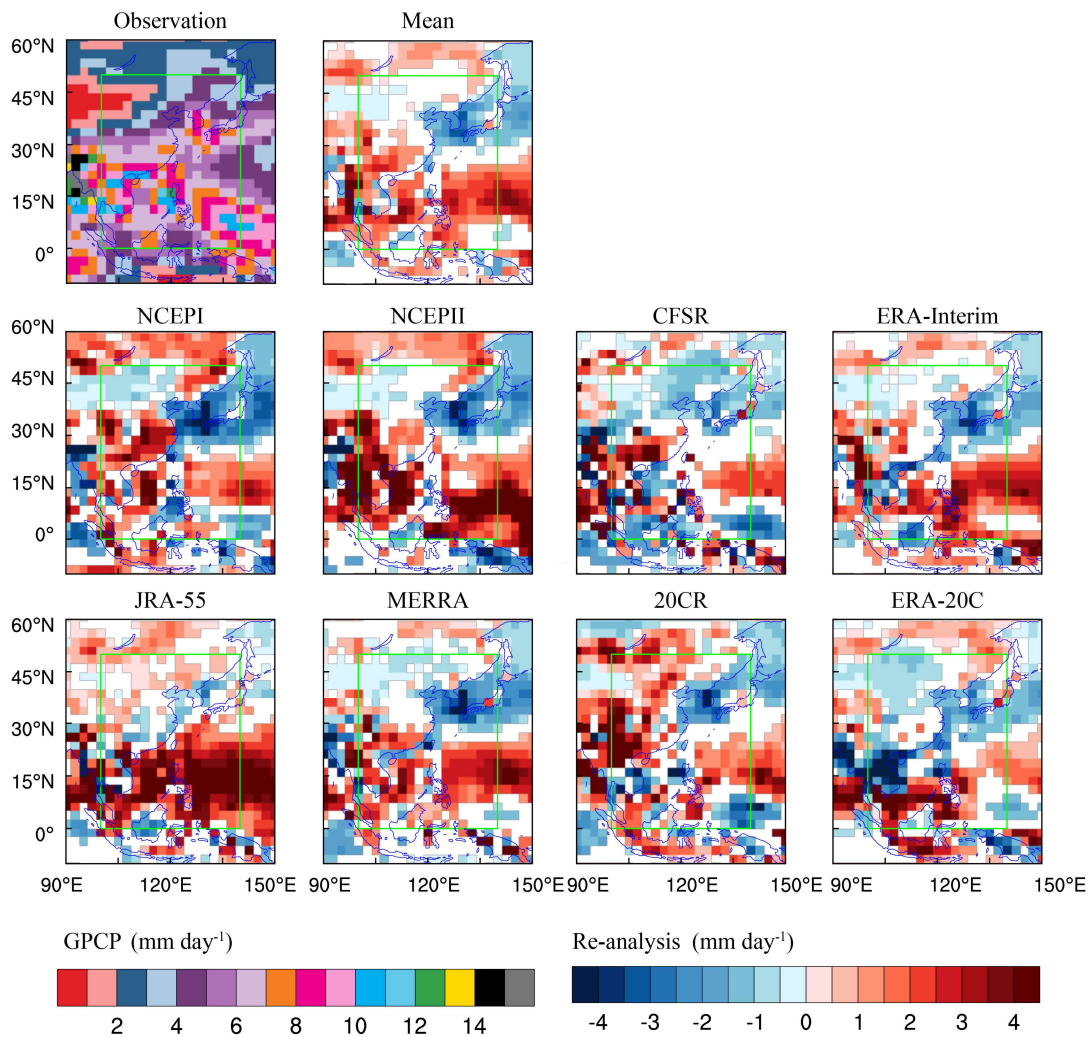 Observation Mean
60°N
45°N
30°N
15°N
0°
NCEPI NCEPII CFSR ERA-Interim
60°N
45°N
30°N
15°N
0°
JRA-55 MERRA 20CR ERA-20C
60°N
45°N
30°N
15°N
0°
90°E 120°E 150°E 90°E 120°E 150°E 90°E 120°E 150°E 90°E 120°E 150°E
GPCP (mm day⁻¹) Re-analysis (mm day⁻¹)
2 4 6 8 10 12 14 -4 -3 -2 -1 0 1 2 3 4